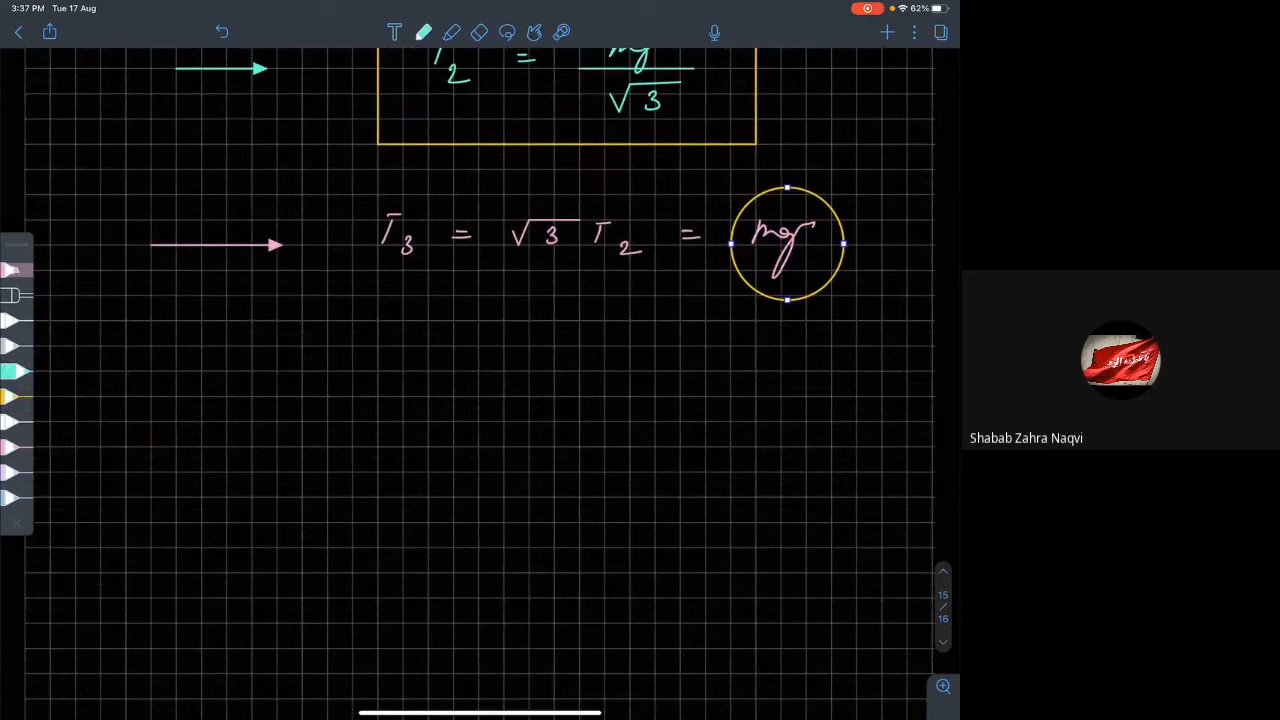 3:37 PM Tue 17 Aug
62%
T₂ = mg/√3
T₃ = √3 T₂ = mg
15
/
16
Shabab Zahra Naqvi